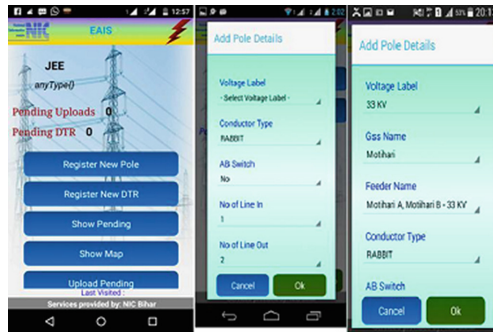 12:57
NIC
EAIS
JEE
anyType{}
Pending Uploads 0
Pending DTR 0
Register New Pole
Register New DTR
Show Pending
Show Map
Upload Pending
Last Visited :
Services provided by: NIC Bihar
2:02
Add Pole Details
Voltage Label
- Select Voltage Label -
Conductor Type
RABBIT
AB Switch
No
No of Line In
1
No of Line Out
2
Cancel
Ok
53% 20:1
Add Pole Details
Voltage Label
33 KV
Gss Name
Motihari
Feeder Name
Motihari A, Motihari B - 33 KV
Conductor Type
RABBIT
AB Switch
Cancel
Ok